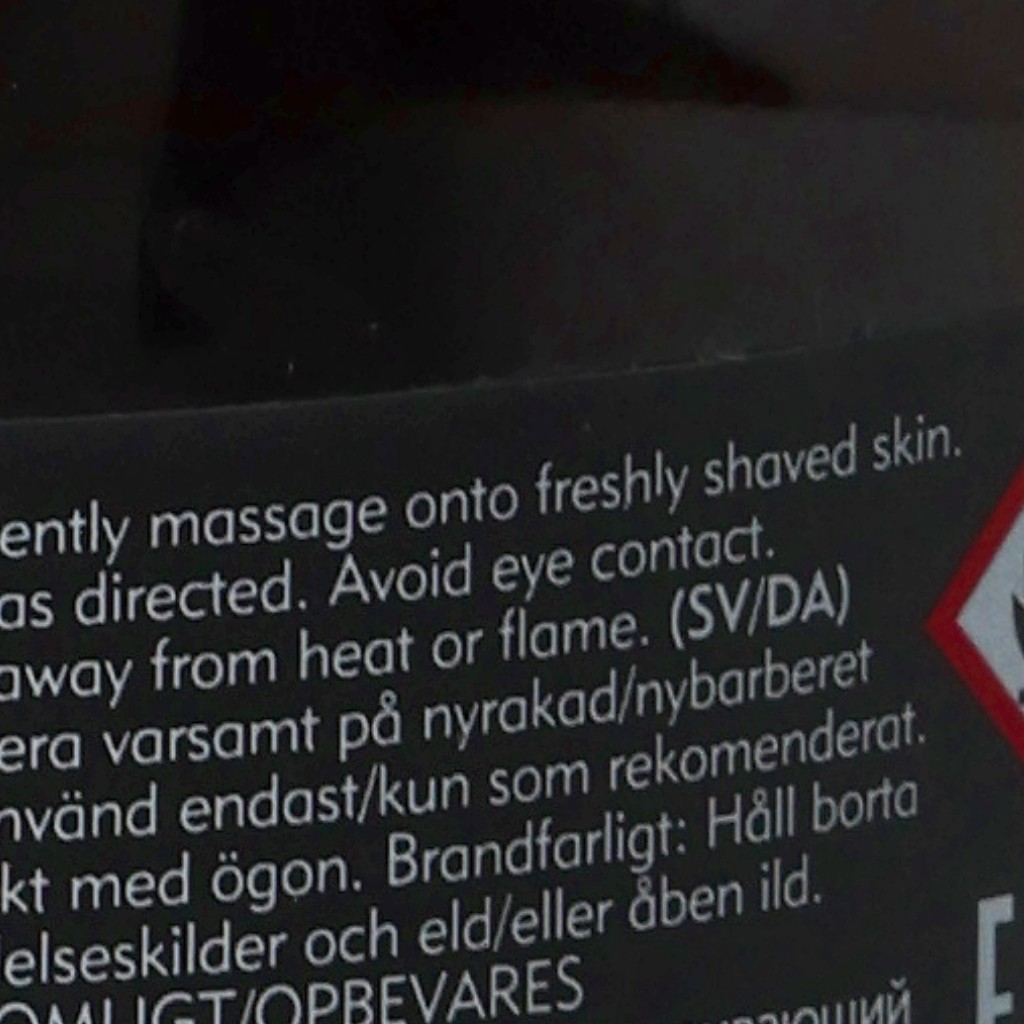 ently massage onto freshly shaved skin.
as directed. Avoid eye contact.
away from heat or flame. (SV/DA)
era varsamt på nyrakad/nybarberet
nvänd endast/kun som rekomenderat.
kt med ögon. Brandfarligt: Håll borta
elseskilder och eld/eller åben ild.
OMLIGT/OPBEVARES